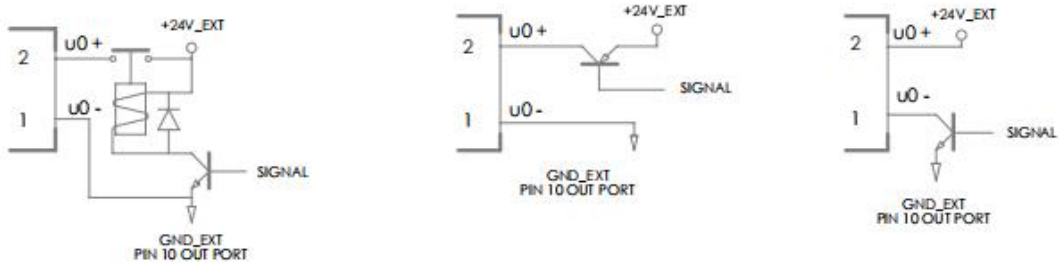 +24V_EXT
2
u0 +
1
u0 -
SIGNAL
GND_EXT
PIN 10 OUT PORT
+24V_EXT
2
u0 +
SIGNAL
1
u0 -
GND_EXT
PIN 10 OUT PORT
+24V_EXT
2
u0 +
1
u0 -
SIGNAL
GND_EXT
PIN 10 OUT PORT